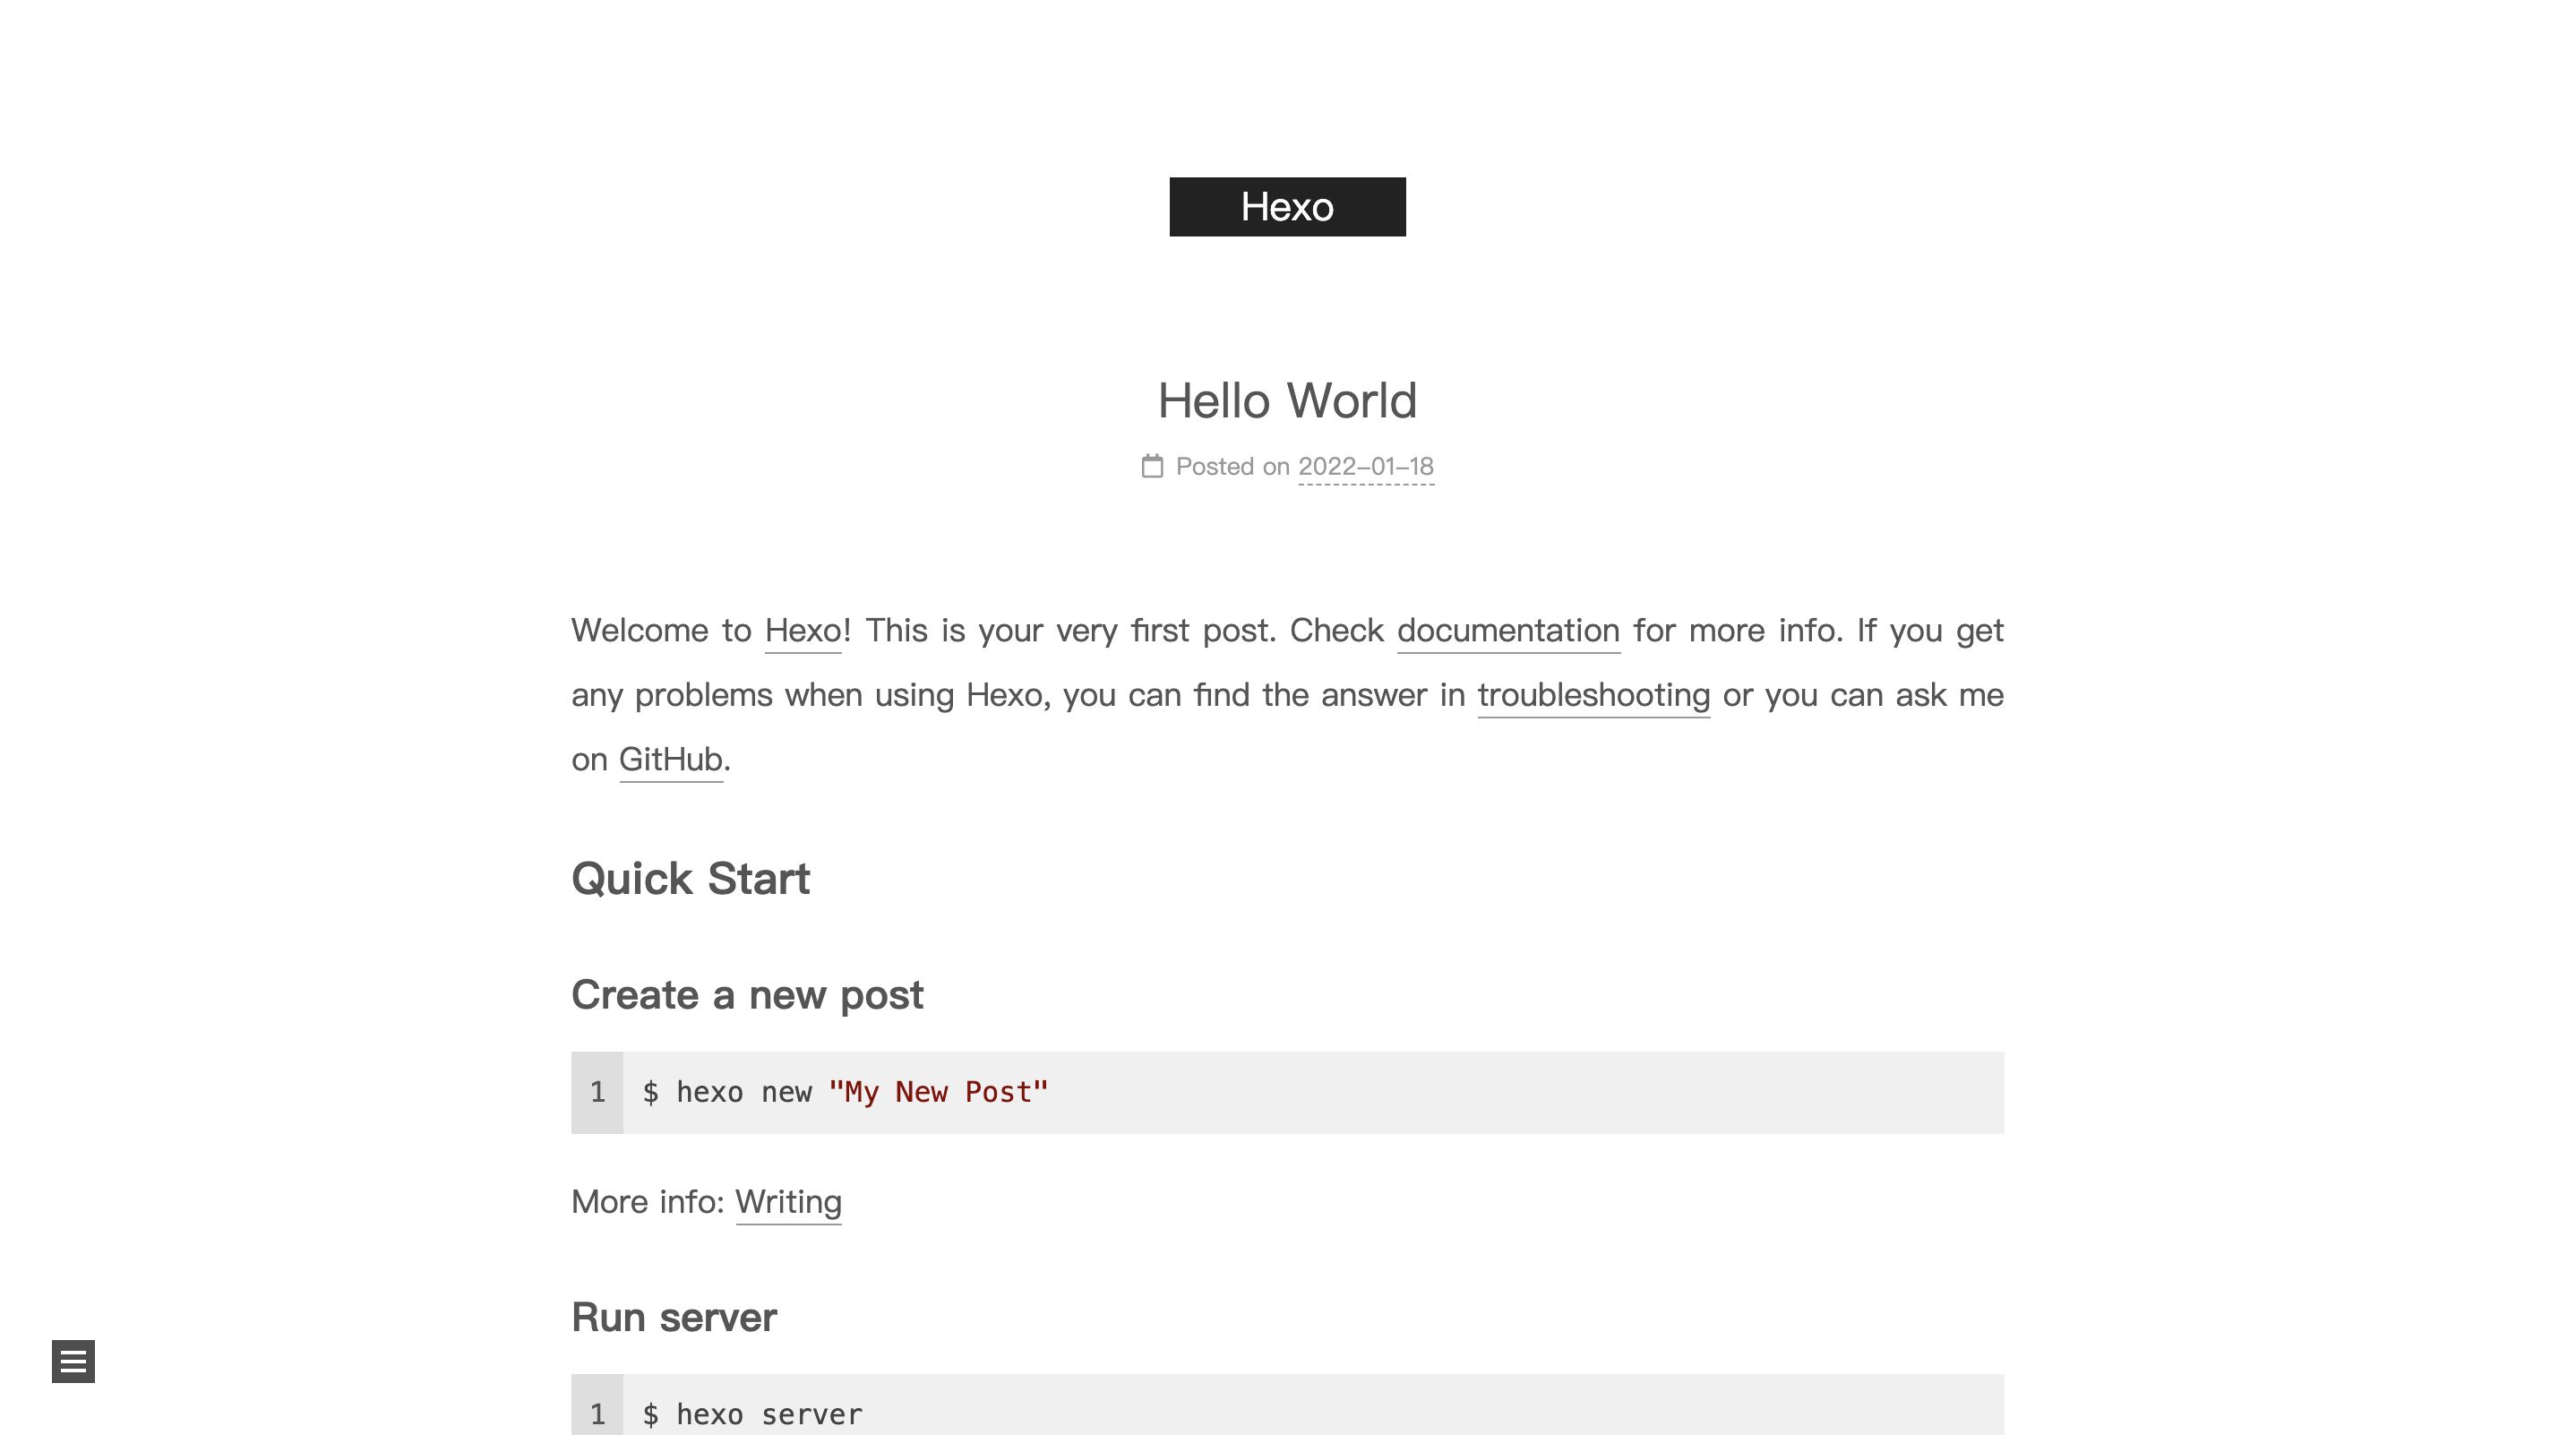 Hexo
Hello World
Posted on 2022-01-18
Welcome to Hexo! This is your very first post. Check documentation for more info. If you get
any problems when using Hexo, you can find the answer in troubleshooting or you can ask me
on GitHub.
Quick Start
Create a new post
1 $ hexo new "My New Post"
More info: Writing
Run server
1 $ hexo server